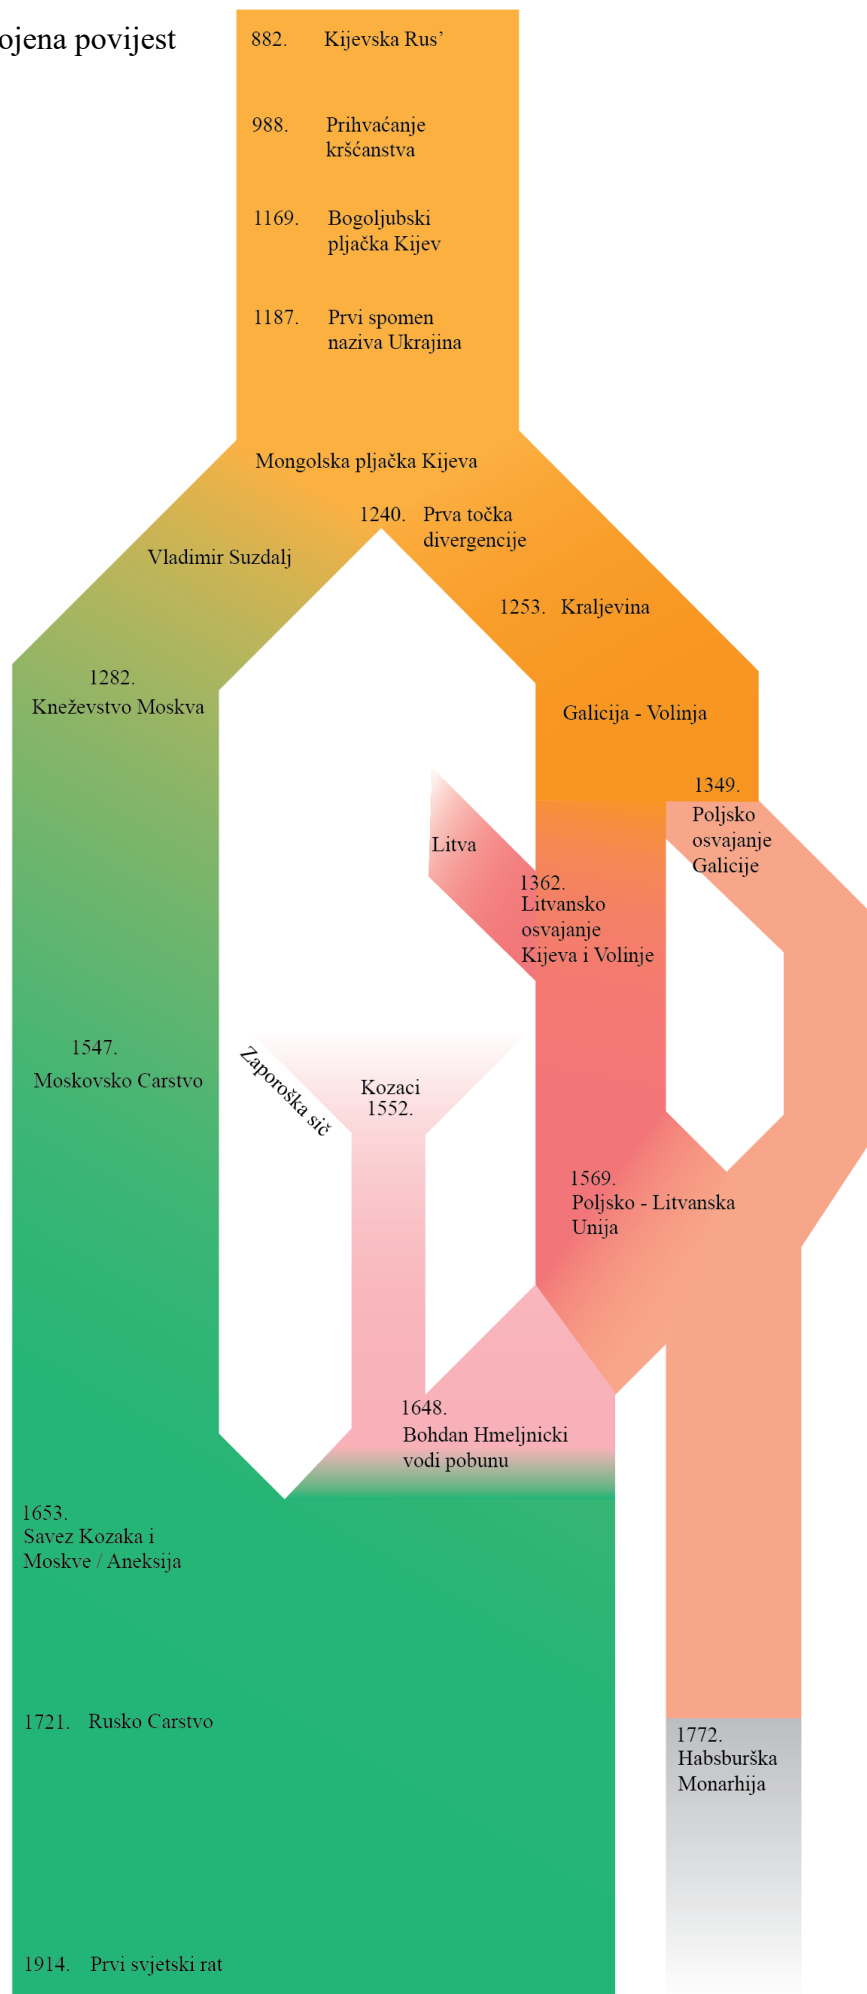 ojena povijest
882. Kijevska Rus’
988. Prihvaćanje
kršćanstva
1169. Bogoljubski
pljačka Kijev
1187. Prvi spomen
naziva Ukrajina
Mongolska pljačka Kijeva
1240. Prva točka
divergencije
Vladimir Suzdalj
1253. Kraljevina
1282.
Kneževstvo Moskva
Galicija - Volinja
1349.
Poljsko
osvajanje
Galicije
Litva
1362.
Litvansko
osvajanje
Kijeva i Volinje
1547.
Moskovsko Carstvo
Zaporoška sič
Kozaci
1552.
1569.
Poljsko - Litvanska
Unija
1648.
Bohdan Hmeljnicki
vodi pobunu
1653.
Savez Kozaka i
Moskve / Aneksija
1721. Rusko Carstvo
1772.
Habsburška
Monarhija
1914. Prvi svjetski rat